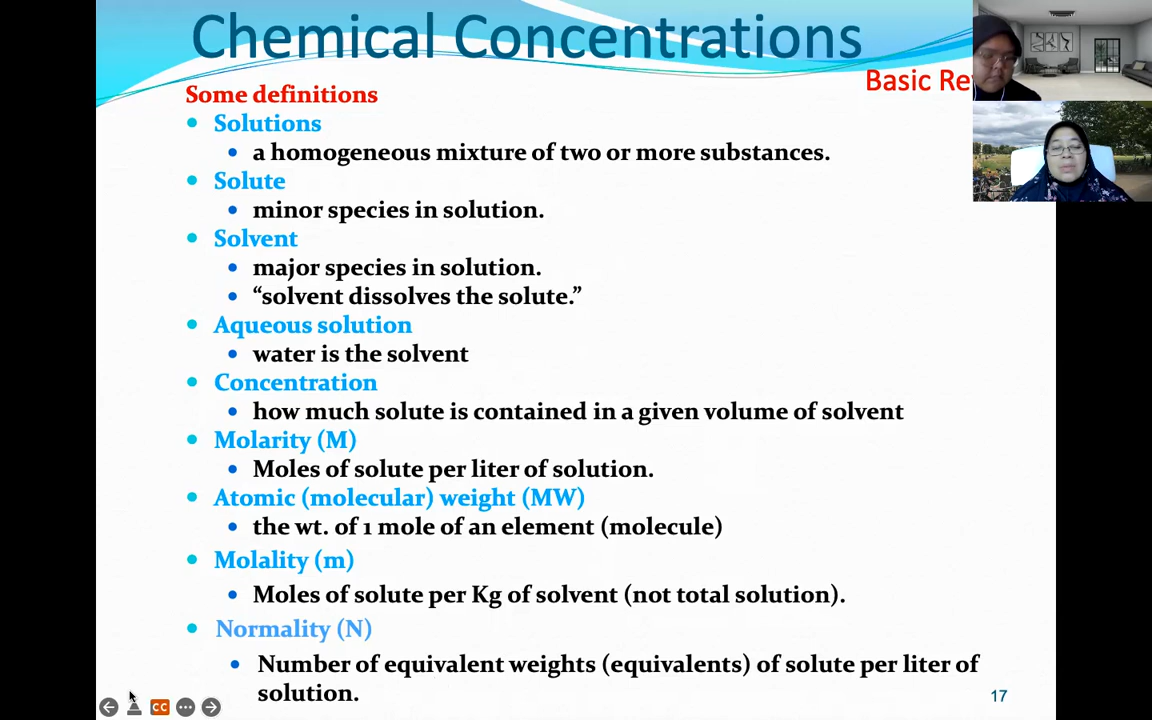 Chemical Concentrations
Basic
Some definitions
Solutions
a homogeneous mixture of two or more substances.
Solute
minor species in solution.
Solvent
major species in solution.
“solvent dissolves the solute.”
Aqueous solution
water is the solvent
Concentration
how much solute is contained in a given volume of solvent
Molarity (M)
Moles of solute per liter of solution.
Atomic (molecular) weight (MW)
the wt. of 1 mole of an element (molecule)
Molality (m)
Moles of solute per Kg of solvent (not total solution).
Normality (N)
Number of equivalent weights (equivalents) of solute per liter of
solution.
17
CC